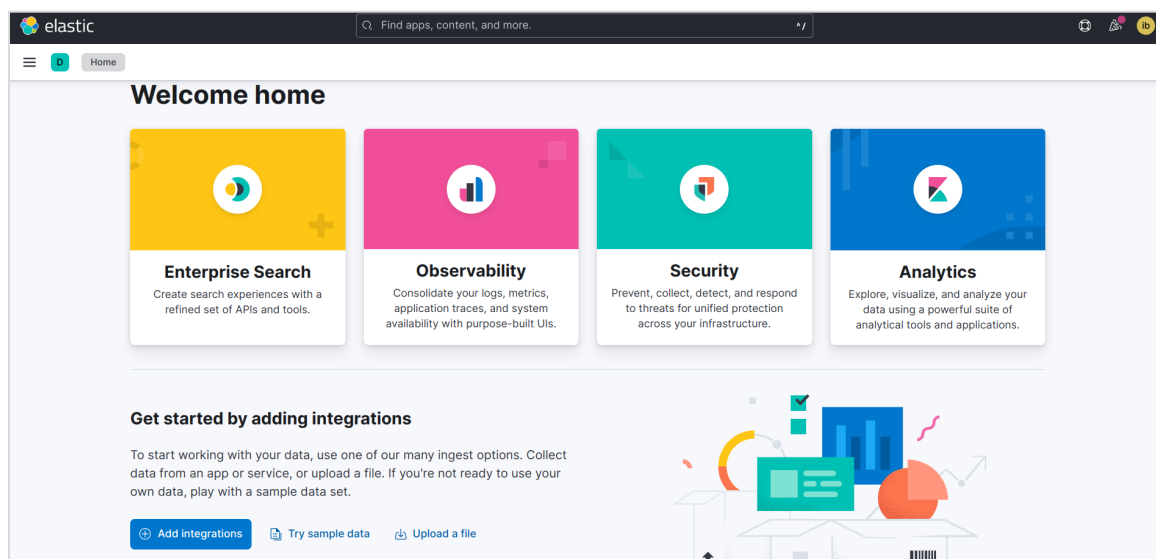 elastic
Find apps, content, and more.
^/
ib
D
Home
Welcome home
Enterprise Search
Create search experiences with a
refined set of APIs and tools.
Observability
Consolidate your logs, metrics,
application traces, and system
availability with purpose-built UIs.
Security
Prevent, collect, detect, and respond
to threats for unified protection
across your infrastructure.
Analytics
Explore, visualize, and analyze your
data using a powerful suite of
analytical tools and applications.
Get started by adding integrations
To start working with your data, use one of our many ingest options. Collect
data from an app or service, or upload a file. If you're not ready to use your
own data, play with a sample data set.
Add integrations
Try sample data
Upload a file